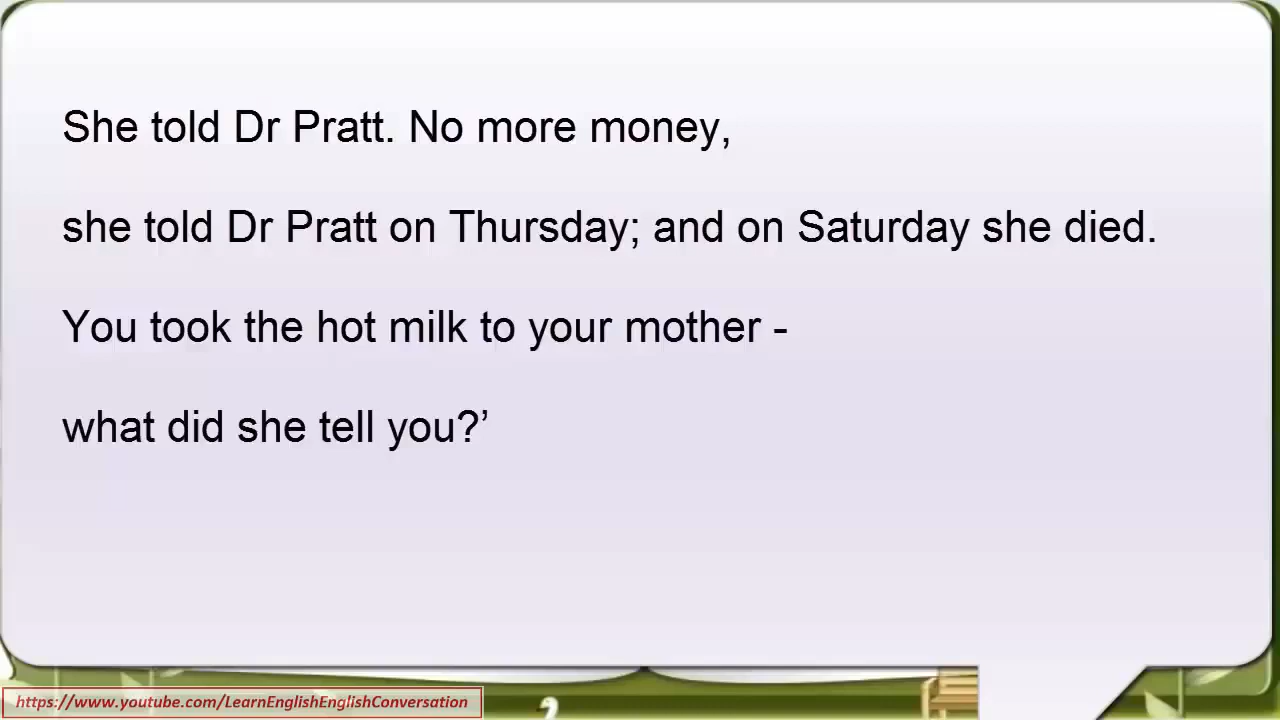 She told Dr Pratt. No more money,
she told Dr Pratt on Thursday; and on Saturday she died.
You took the hot milk to your mother -
what did she tell you?’
https://www.youtube.com/LearnEnglishEnglishConversation